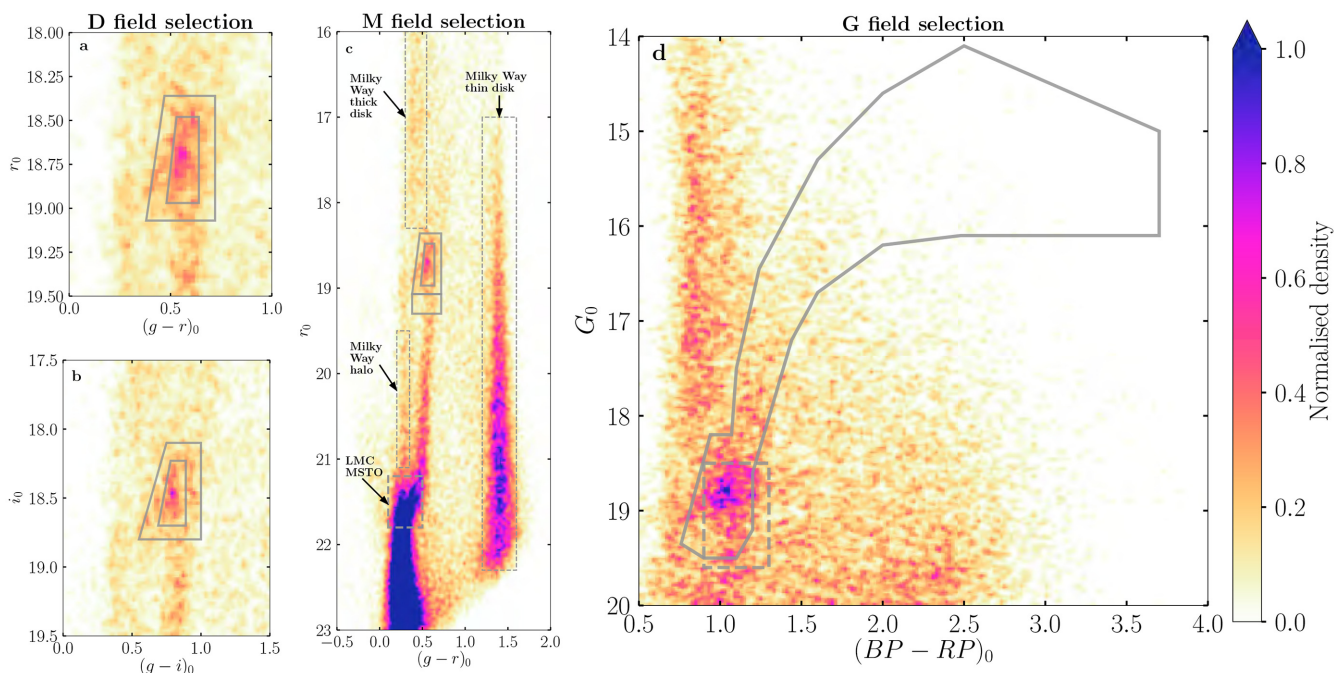 D field selection
a
18.00
18.25
18.50
18.75
19.00
19.25
19.50
r0
0.0
0.5
1.0
(g − r)0
b
17.5
18.0
18.5
19.0
19.5
i0
0.0
0.5
1.0
1.5
(g − i)0
M field selection
c
16
17
18
19
20
21
22
23
r0
Milky
Way
thick
disk
Milky Way
thin disk
Milky
Way
halo
LMC
MSTO
−0.5
0.0
0.5
1.0
1.5
2.0
(g − r)0
G field selection
d
14
15
16
17
18
19
20
G0
0.5
1.0
1.5
2.0
2.5
3.0
3.5
4.0
(BP − RP)0
1.0
0.8
0.6
0.4
0.2
0.0
Normalised density